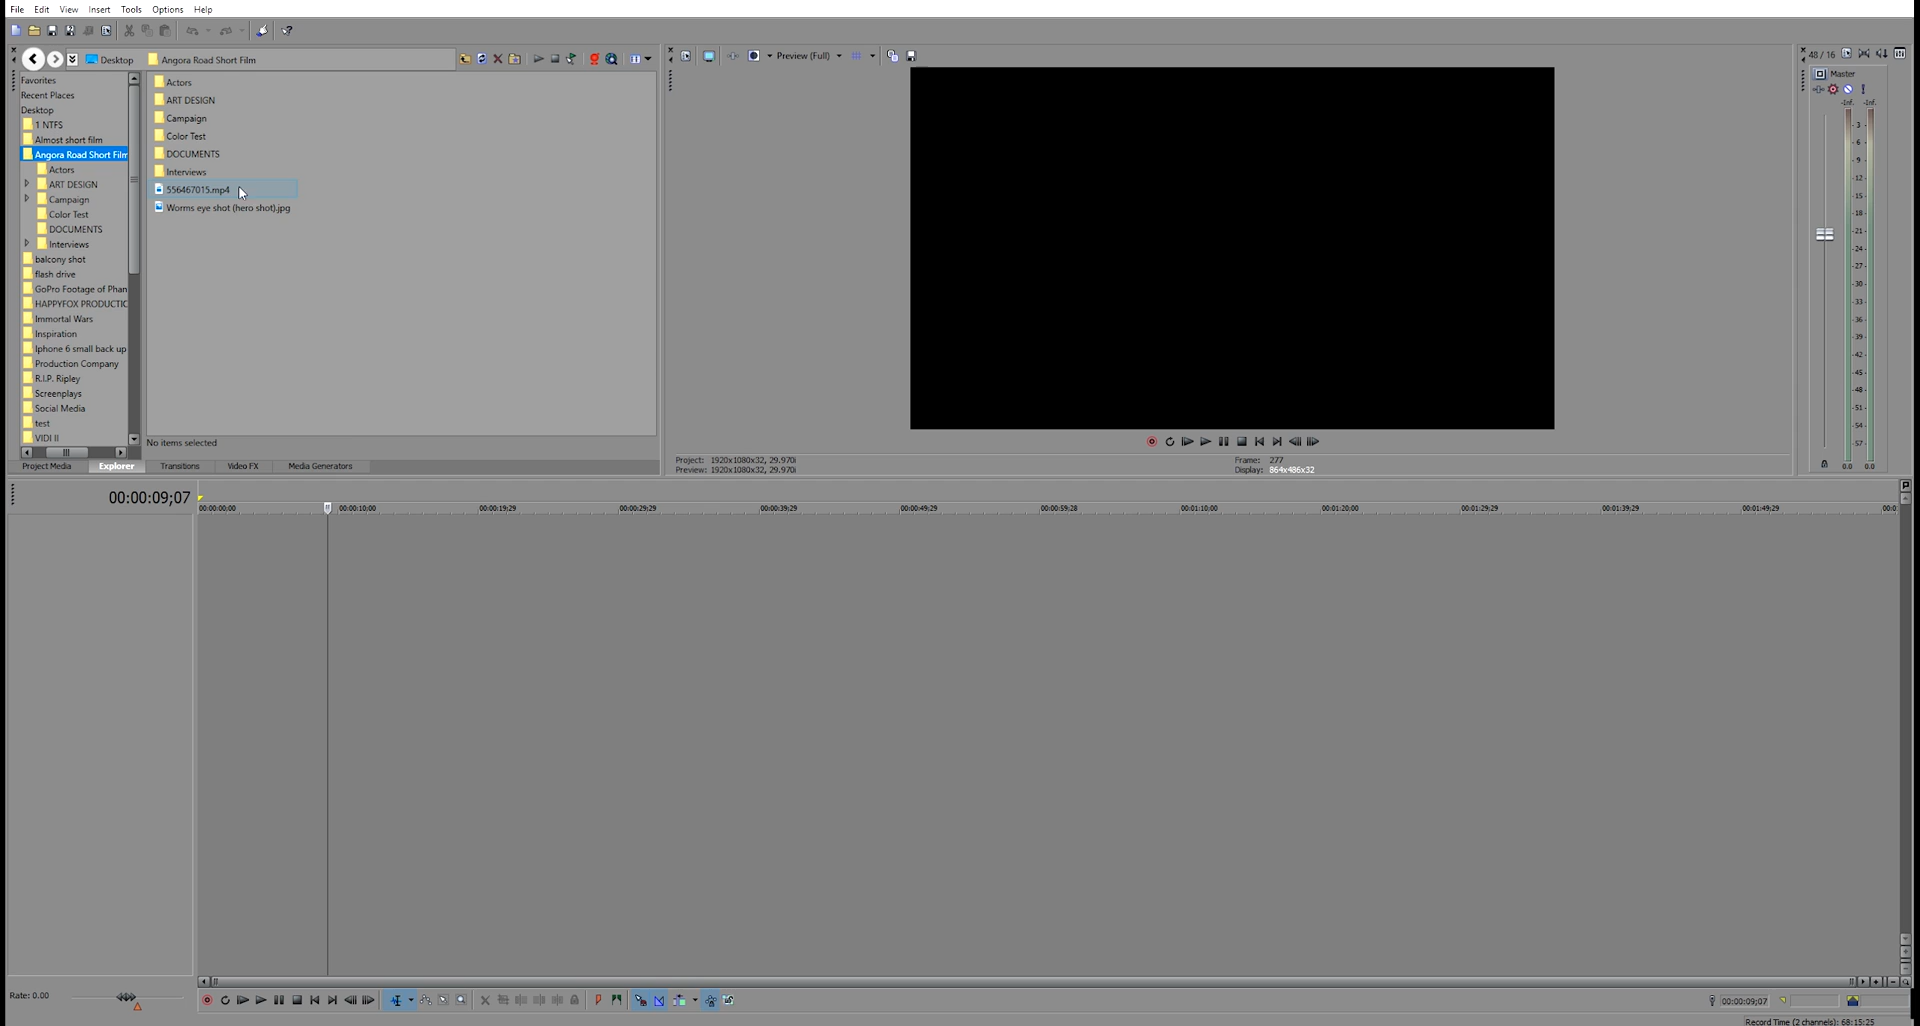 File Edit View Insert Tools Options Help
Desktop Angora Road Short Film
Preview (Full)
48 / 16
Favorites
Recent Places
Desktop
1 NTFS
Almost short film
Angora Road Short Film
Actors
ART DESIGN
Campaign
Color Test
DOCUMENTS
Interviews
balcony shot
flash drive
GoPro Footage of Phan
HAPPYFOX PRODUCTIC
Immortal Wars
Inspiration
Iphone 6 small back up
Production Company
R.I.P. Ripley
Screenplays
Social Media
test
VIDI II
Actors
ART DESIGN
Campaign
Color Test
DOCUMENTS
Interviews
556467015.mp4
Worms eye shot (hero shot).jpg
No items selected
Project Media Explorer Transitions Video FX Media Generators
Project: 1920x1080x32, 29.970i
Preview: 1920x1080x32, 29.970i
Frame: 277
Display: 864x486x32
Master
-Inf. -Inf.
- 3 -
- 6 -
- 9 -
-12-
-15-
-18-
-21-
-24-
-27-
-30-
-33-
-36-
-39-
-42-
-45-
-48-
-51-
-54-
-57-
0.0 0.0
00:00:09;07
00:00:00;00 00:00:10;00 00:00:19;29 00:00:29;29 00:00:39;29 00:00:49;29 00:00:59;28 00:01:10;00 00:01:20;00 00:01:29;29 00:01:39;29 00:01:49;29 00:0
Rate: 0.00
00:00:09;07
Record Time (2 channels): 68:15:25